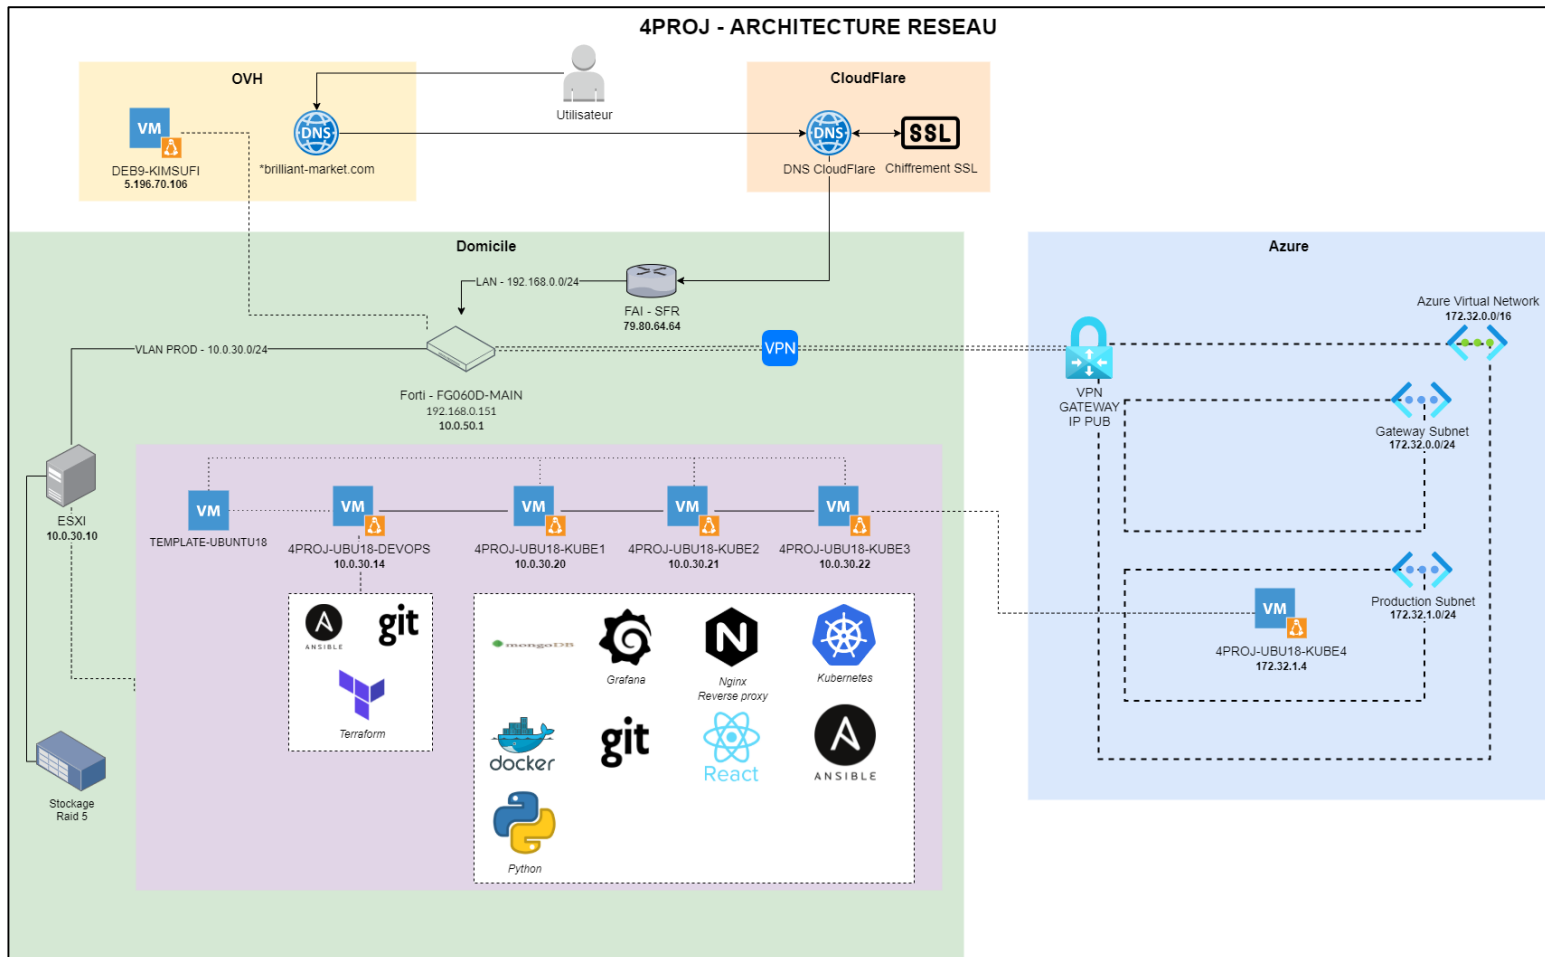 4PROJ - ARCHITECTURE RESEAU
OVH
VM
DEB9-KIMSUFI
5.196.70.106
DNS
*brilliant-market.com
Utilisateur
CloudFlare
DNS
DNS CloudFlare
SSL
Chiffrement SSL
Domicile
LAN - 192.168.0.0/24
FAI - SFR
79.80.64.64
VLAN PROD - 10.0.30.0/24
Forti - FG060D-MAIN
192.168.0.151
10.0.50.1
VPN
ESXI
10.0.30.10
Stockage
Raid 5
VM
TEMPLATE-UBUNTU18
VM
4PROJ-UBU18-DEVOPS
10.0.30.14
VM
4PROJ-UBU18-KUBE1
10.0.30.20
VM
4PROJ-UBU18-KUBE2
10.0.30.21
VM
4PROJ-UBU18-KUBE3
10.0.30.22
ANSIBLE
git
Terraform
mongoDB
Grafana
Nginx
Reverse proxy
Kubernetes
docker
git
React
ANSIBLE
Python
Azure
Azure Virtual Network
172.32.0.0/16
VPN
GATEWAY
IP PUB
Gateway Subnet
172.32.0.0/24
Production Subnet
172.32.1.0/24
VM
4PROJ-UBU18-KUBE4
172.32.1.4